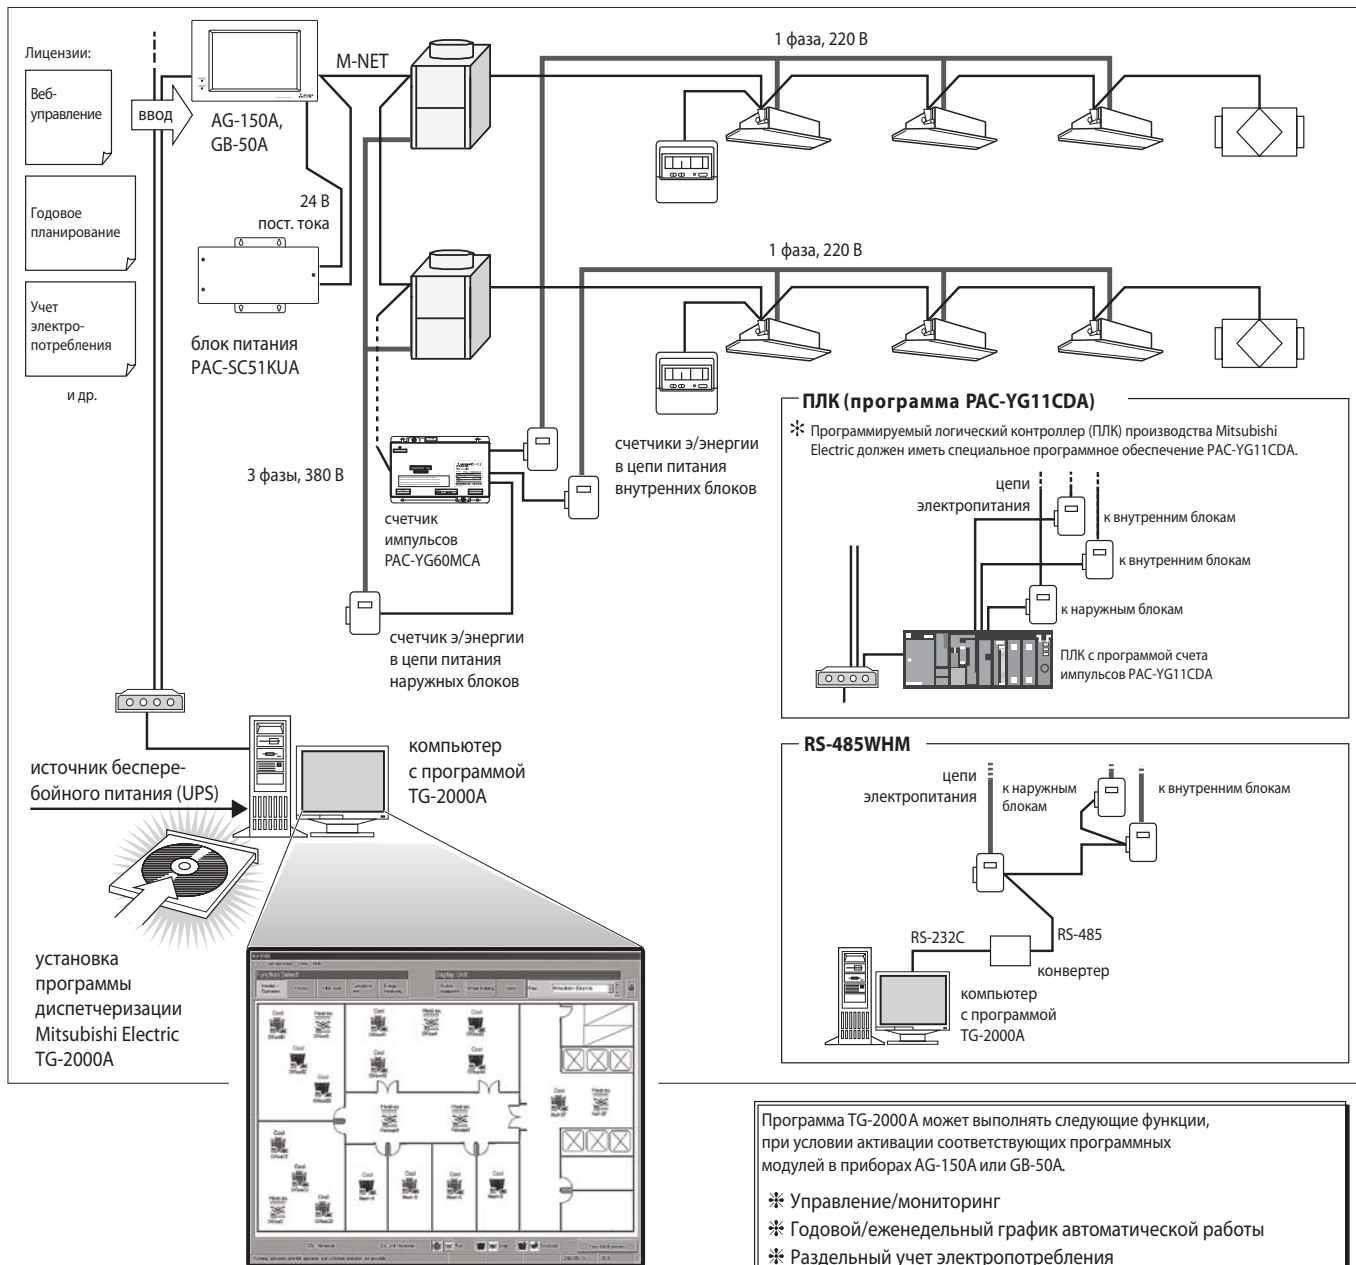 Лицензии:
Веб-
управление
ввод
AG-150A,
GB-50A
M-NET
1 фаза, 220 В
Годовое
планирование
24 В
пост. тока
Учет
электро-
потребления
и др.
блок питания
PAC-SC51KUA
1 фаза, 220 В
3 фазы, 380 В
счетчик
импульсов
PAC-YG60MCA
счетчики э/энергии
в цепи питания
внутренних блоков
счетчик э/энергии
в цепи питания
наружных блоков
ПЛК (программа PAC-YG11CDA)
Программируемый логический контроллер (ПЛК) производства Mitsubishi
Electric должен иметь специальное программное обеспечение PAC-YG11CDA.
цепи
электропитания
к внутренним блокам
к внутренним блокам
к наружным блокам
ПЛК с программой счета
импульсов PAC-YG11CDA
источник беспере-
бойного питания (UPS)
компьютер
с программой
TG-2000A
установка
программы
диспетчеризации
Mitsubishi Electric
TG-2000A
RS-485WHM
цепи
электропитания
к наружным
блокам
к внутренним блокам
RS-232C
RS-485
конвертер
компьютер
с программой
TG-2000A
Function Select
Display Unit
Программа TG-2000A может выполнять следующие функции,
при условии активации соответствующих программных
модулей в приборах AG-150A или GB-50A.
Управление/мониторинг
Годовой/еженедельный график автоматической работы
Раздельный учет электропотребления